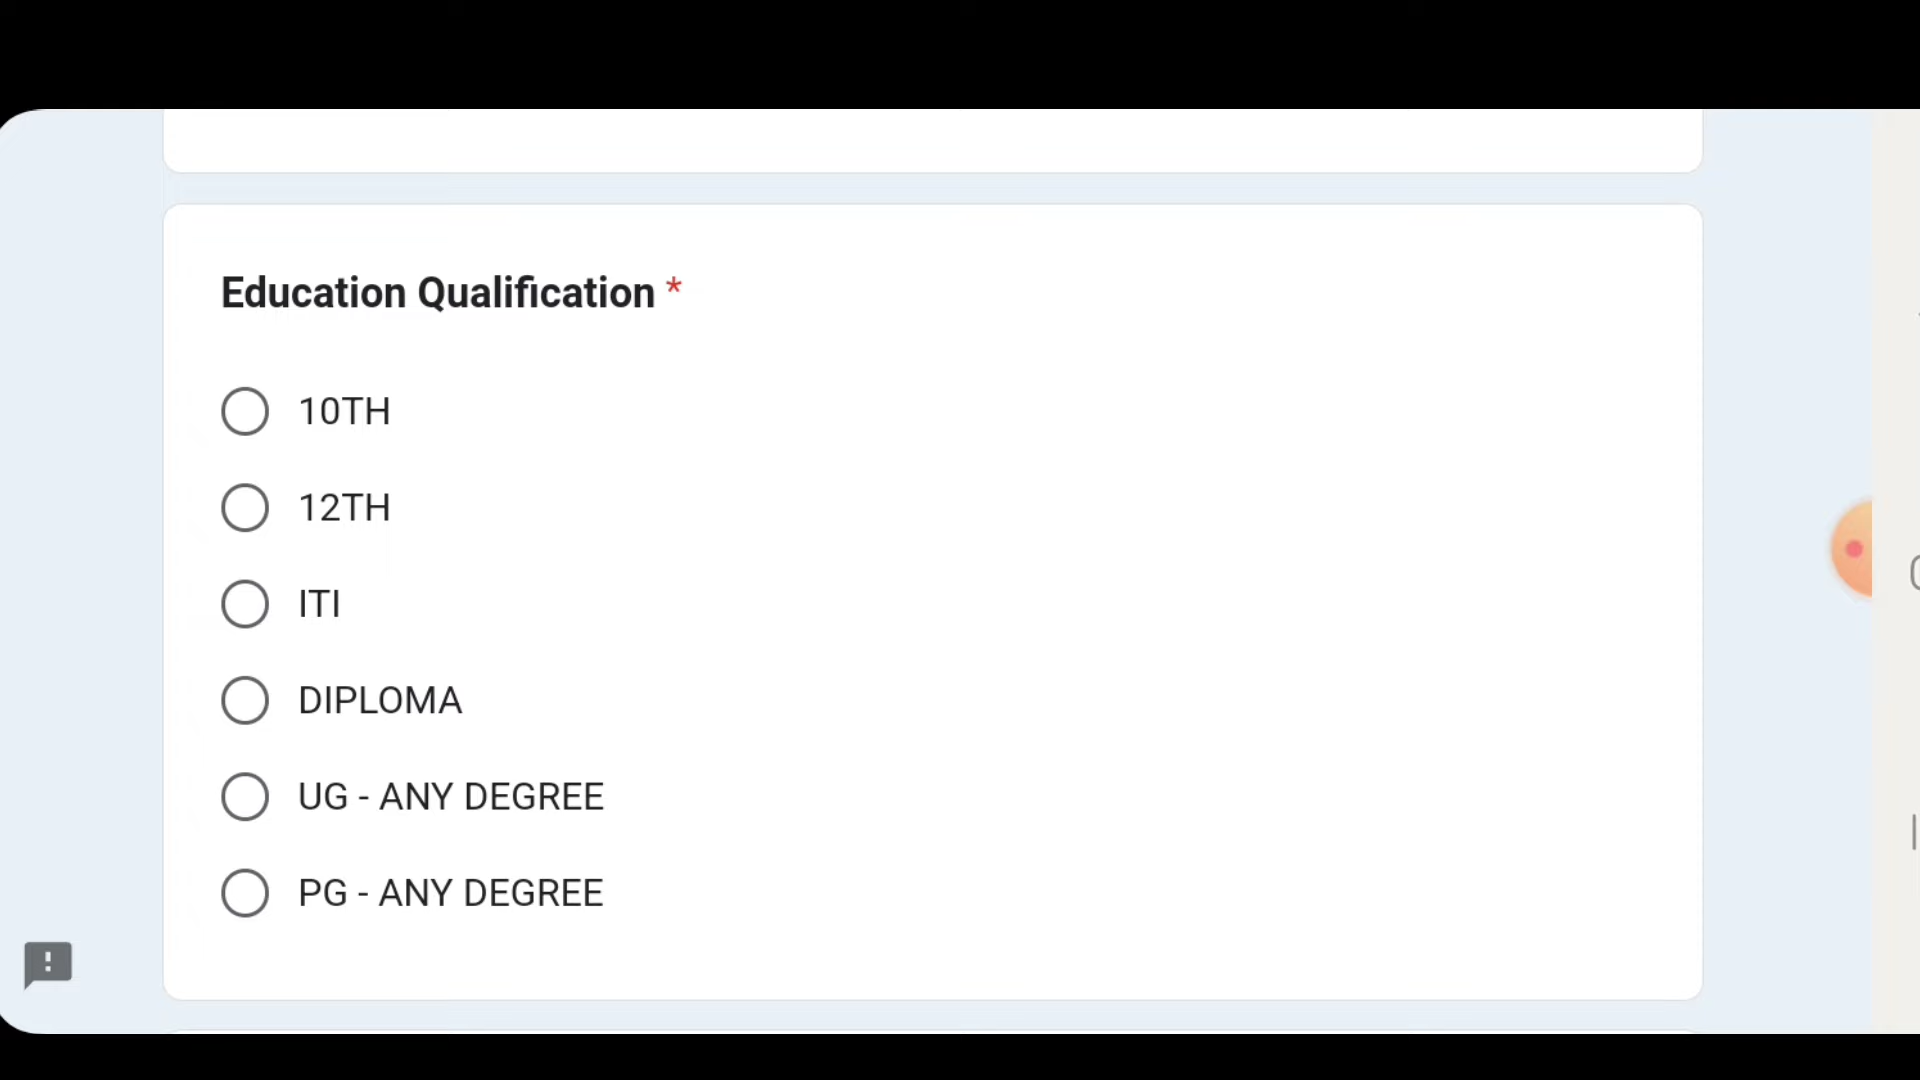 Education Qualification *
10TH
12TH
ITI
DIPLOMA
UG - ANY DEGREE
PG - ANY DEGREE